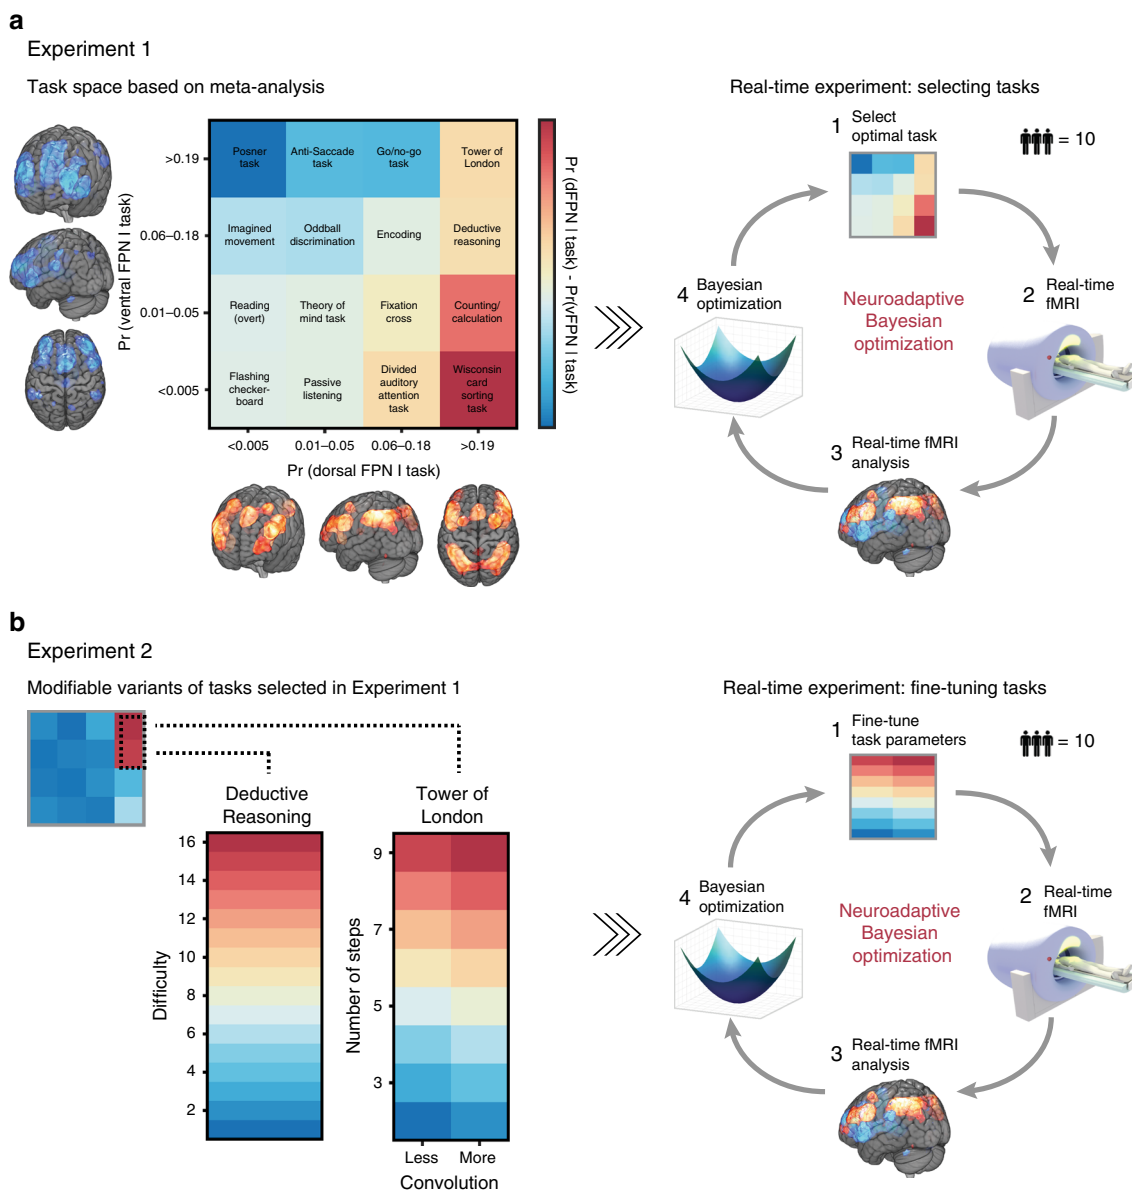 a
Experiment 1
Task space based on meta-analysis
Pr (ventral FPN I task)
>0.19
0.06–0.18
0.01–0.05
<0.005
Posner
task
Anti-Saccade
task
Go/no-go
task
Tower of
London
Imagined
movement
Oddball
discrimination
Encoding
Deductive
reasoning
Reading
(overt)
Theory of
mind task
Fixation
cross
Counting/
calculation
Flashing
checker-
board
Passive
listening
Divided
auditory
attention
task
Wisconsin
card
sorting
task
<0.005
0.01–0.05
0.06–0.18
>0.19
Pr (dorsal FPN I task)
Pr (dFPN I task) - Pr(vFPN I task)
Real-time experiment: selecting tasks
1 Select
optimal task
= 10
2 Real-time
fMRI
3 Real-time fMRI
analysis
4 Bayesian
optimization
Neuroadaptive
Bayesian
optimization
b
Experiment 2
Modifiable variants of tasks selected in Experiment 1
Deductive
Reasoning
Difficulty
16
14
12
10
8
6
4
2
Tower of
London
Number of steps
9
7
5
3
Less
More
Convolution
Real-time experiment: fine-tuning tasks
1 Fine-tune
task parameters
= 10
2 Real-time
fMRI
3 Real-time fMRI
analysis
4 Bayesian
optimization
Neuroadaptive
Bayesian
optimization